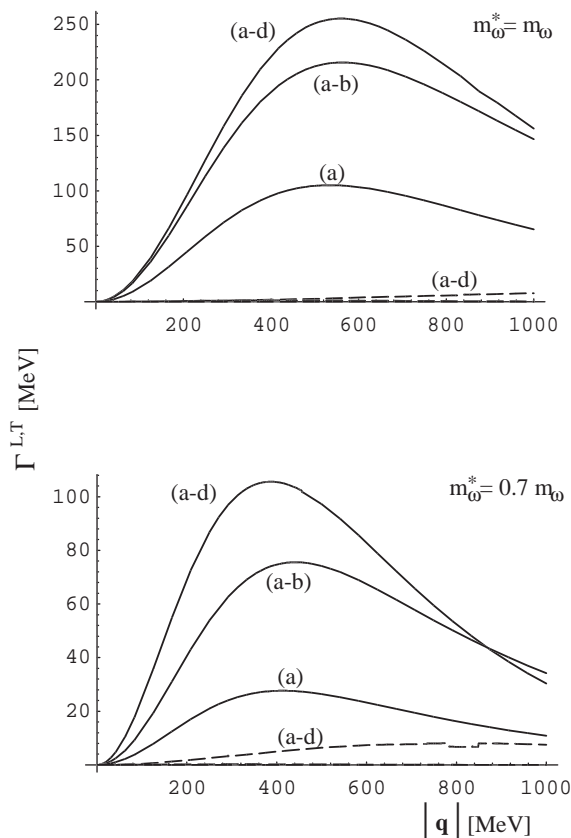 250
200
150
100
50
(a-d)
(a-b)
(a)
(a-d)
m*ω = mω
200 400 600 800 1000
Γ L,T [MeV]
100
80
60
40
20
(a-d)
(a-b)
(a)
(a-d)
m*ω = 0.7 mω
200 400 600 800 1000
|q| [MeV]